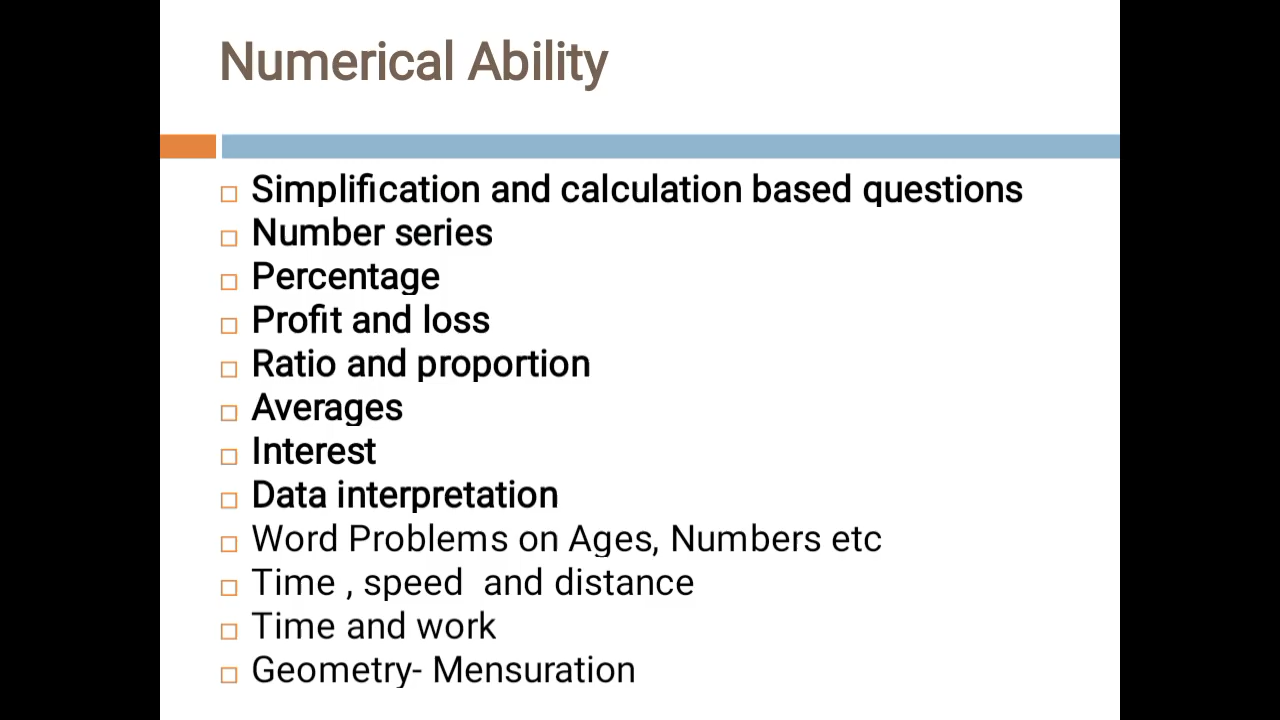 Numerical Ability
Simplification and calculation based questions
Number series
Percentage
Profit and loss
Ratio and proportion
Averages
Interest
Data interpretation
Word Problems on Ages, Numbers etc
Time , speed  and distance
Time and work
Geometry- Mensuration